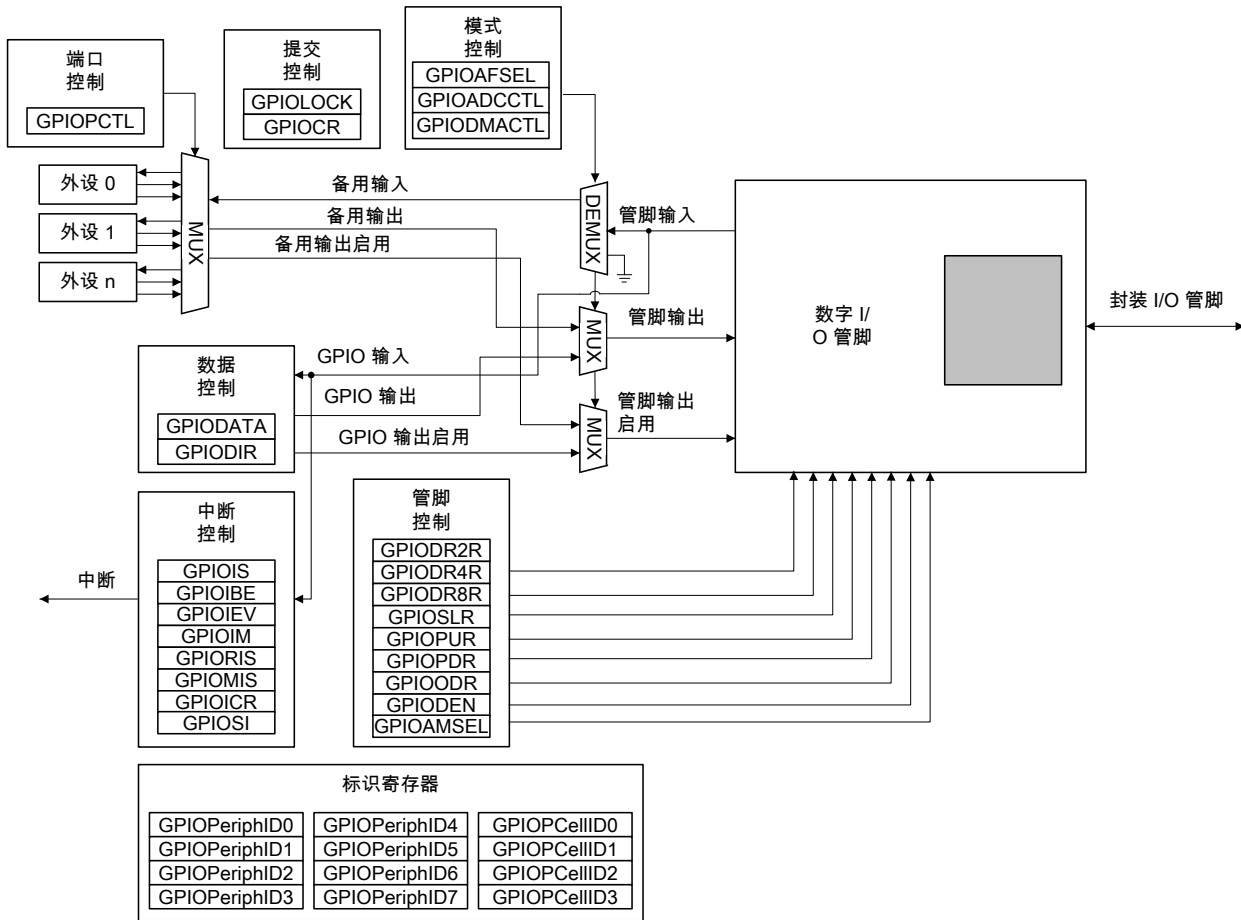 端口
控制
GPIOPCTL
提交
控制
GPIOLOCK
GPIOCR
模式
控制
GPIOAFSEL
GPIOADCCTL
GPIODMACTL
外设 0
外设 1
外设 n
MUX
备用输入
备用输出
备用输出启用
DEMUX
管脚输入
MUX
管脚输出
MUX
管脚输出
启用
数字 I/
O 管脚
封装 I/O 管脚
数据
控制
GPIODATA
GPIODIR
GPIO 输入
GPIO 输出
GPIO 输出启用
中断
中断
控制
GPIOIS
GPIOIBE
GPIOIEV
GPIOIM
GPIORIS
GPIOMIS
GPIOICR
GPIOSI
管脚
控制
GPIODR2R
GPIODR4R
GPIODR8R
GPIOSLR
GPIOPUR
GPIOPDR
GPIOODR
GPIODEN
GPIOAMSEL
标识寄存器
GPIOPeriphID0
GPIOPeriphID1
GPIOPeriphID2
GPIOPeriphID3
GPIOPeriphID4
GPIOPeriphID5
GPIOPeriphID6
GPIOPeriphID7
GPIOPCellID0
GPIOPCellID1
GPIOPCellID2
GPIOPCellID3